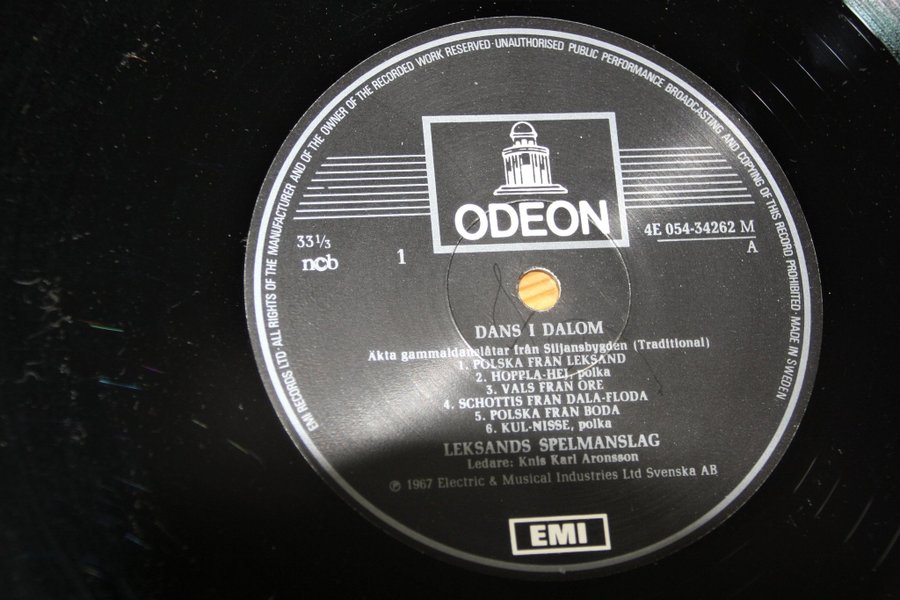 EMI RECORDS LTD · ALL RIGHTS OF THE MANUFACTURER AND OF THE OWNER OF THE RECORDED WORK RESERVED · UNAUTHORISED PUBLIC PERFORMANCE BROADCASTING AND COPYING OF THIS RECORD PROHIBITED · MADE IN SWEDEN
ODEON
33 1/3
ncb
1
4E 054-34262 M
A
DANS I DALOM
Äkta gammaldanslåtar från Siljansbygden (Traditional)
1. POLSKA FRÅN LEKSAND
2. HOPPLA-HEJ, polka
3. VALS FRÅN ORE
4. SCHOTTIS FRÅN DALA-FLODA
5. POLSKA FRÅN BODA
6. KUL-NISSE, polka
LEKSANDS SPELMANSLAG
Ledare: Knis Karl Aronsson
℗ 1967 Electric & Musical Industries Ltd Svenska AB
EMI